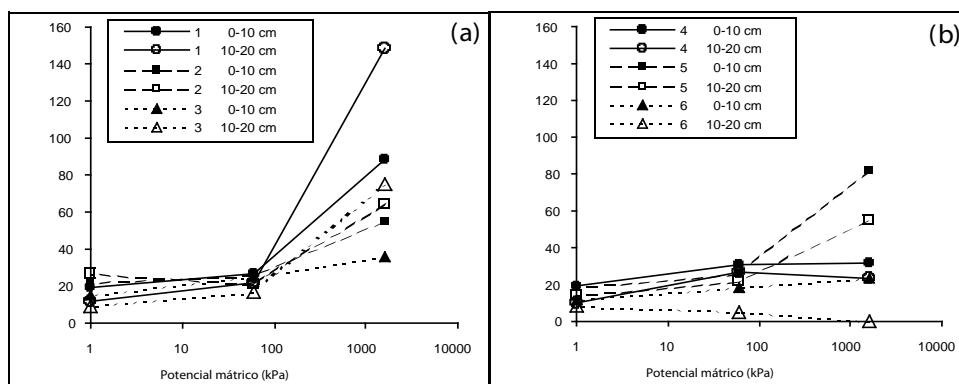 (a)
1 0-10 cm
1 10-20 cm
2 0-10 cm
2 10-20 cm
3 0-10 cm
3 10-20 cm
160
140
120
100
80
60
40
20
0
1 10 100 1000 10000
Potencial mátrico (kPa)
(b)
4 0-10 cm
4 10-20 cm
5 0-10 cm
5 10-20 cm
6 0-10 cm
6 10-20 cm
160
140
120
100
80
60
40
20
0
1 10 100 1000 10000
Potencial mátrico (kPa)